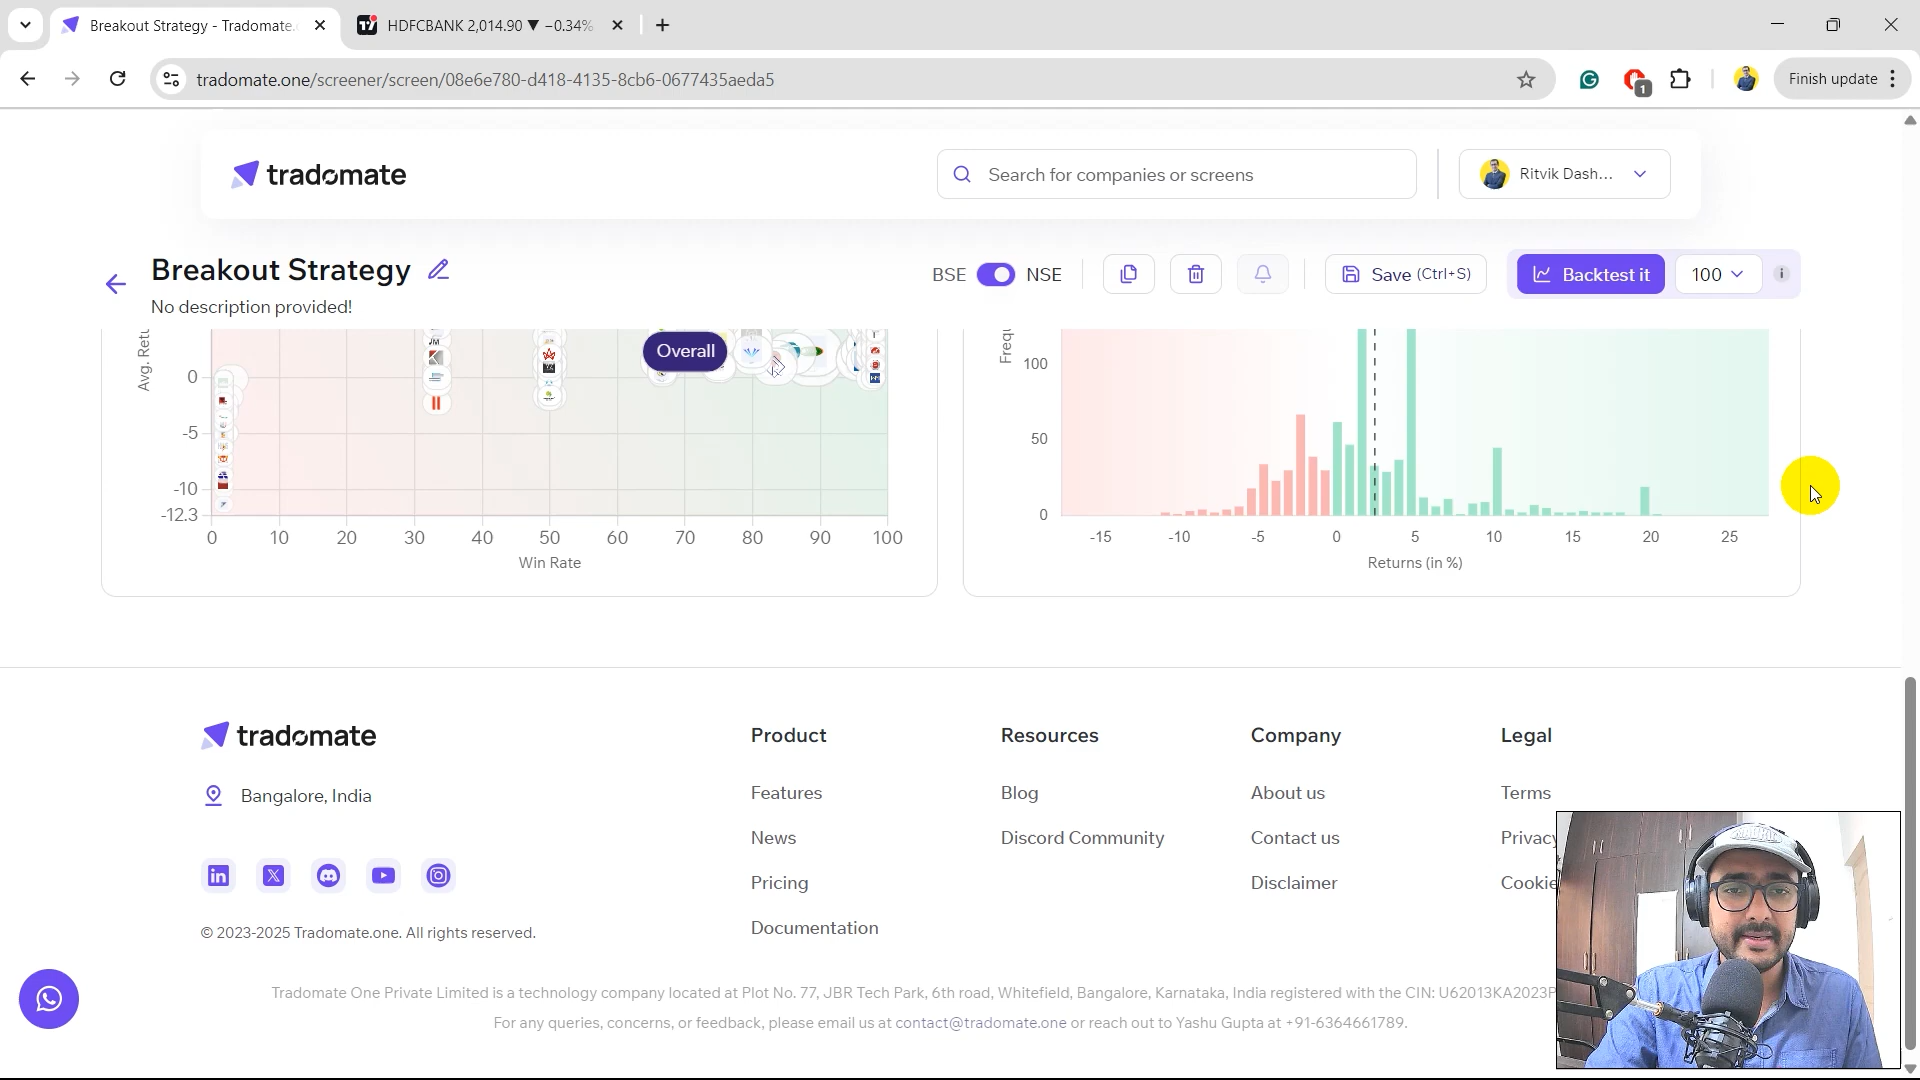 Breakout Strategy - Tradomate.
HDFCBANK 2,014.90 ▼ −0.34%
tradomate.one/screener/screen/08e6e780-d418-4135-8cb6-0677435aeda5
1
Finish update
tradomate
Search for companies or screens
Ritvik Dash...
Breakout Strategy
No description provided!
BSE
NSE
Save (Ctrl+S)
Backtest it
100
i
Avg. Retu
0
-5
-10
-12.3
Overall
0 10 20 30 40 50 60 70 80 90 100
Win Rate
Frequ
100
50
0
-15 -10 -5 0 5 10 15 20 25
Returns (in %)
tradomate
Bangalore, India
© 2023-2025 Tradomate.one. All rights reserved.
Product
Features
News
Pricing
Documentation
Resources
Blog
Discord Community
Company
About us
Contact us
Disclaimer
Legal
Terms
Privacy
Cookie
Tradomate One Private Limited is a technology company located at Plot No. 77, JBR Tech Park, 6th road, Whitefield, Bangalore, Karnataka, India registered with the CIN: U62013KA2023P
For any queries, concerns, or feedback, please email us at contact@tradomate.one or reach out to Yashu Gupta at +91-6364661789.